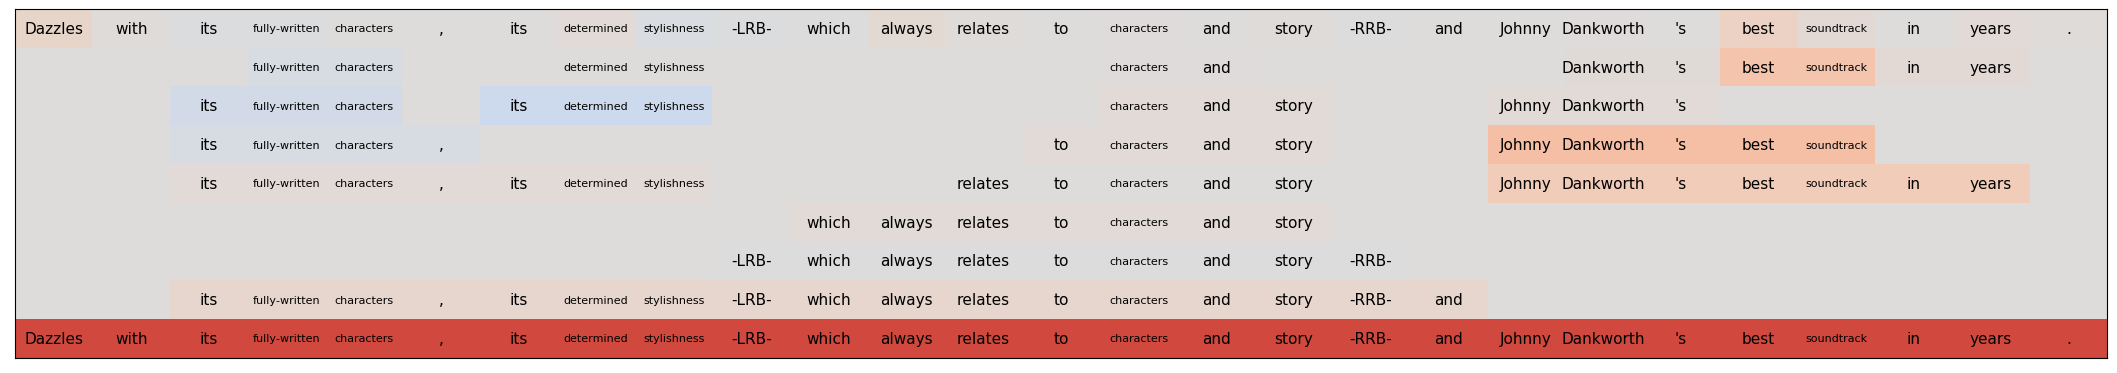 Dazzles with its fully-written characters , its determined stylishness -LRB- which always relates to characters and story -RRB- and Johnny Dankworth 's best soundtrack in years .
fully-written characters determined stylishness characters and Dankworth 's best soundtrack in years
its fully-written characters its determined stylishness characters and story Johnny Dankworth 's
its fully-written characters , to characters and story Johnny Dankworth 's best soundtrack
its fully-written characters , its determined stylishness relates to characters and story Johnny Dankworth 's best soundtrack in years
which always relates to characters and story
-LRB- which always relates to characters and story -RRB-
its fully-written characters , its determined stylishness -LRB- which always relates to characters and story -RRB- and
Dazzles with its fully-written characters , its determined stylishness -LRB- which always relates to characters and story -RRB- and Johnny Dankworth 's best soundtrack in years .